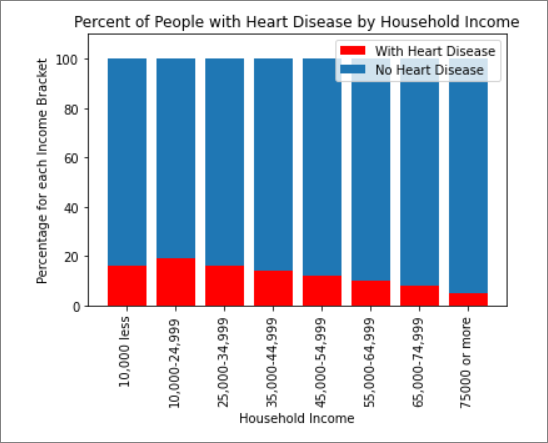 Percent of People with Heart Disease by Household Income
With Heart Disease
No Heart Disease
Percentage for each Income Bracket
100
80
60
40
20
0
10,000 less
10,000-24,999
25,000-34,999
35,000-44,999
45,000-54,999
55,000-64,999
65,000-74,999
75000 or more
Household Income